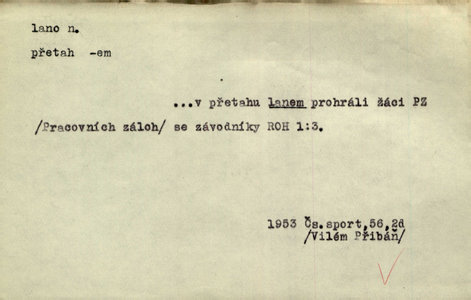 lano n.
přetah -em
...v přetahu lanem prohráli žáci PZ
/Pracovních záloh/ se závodníky ROH 1:3.
1953 Čs.sport,56,2d
/Vilém Přibáň/